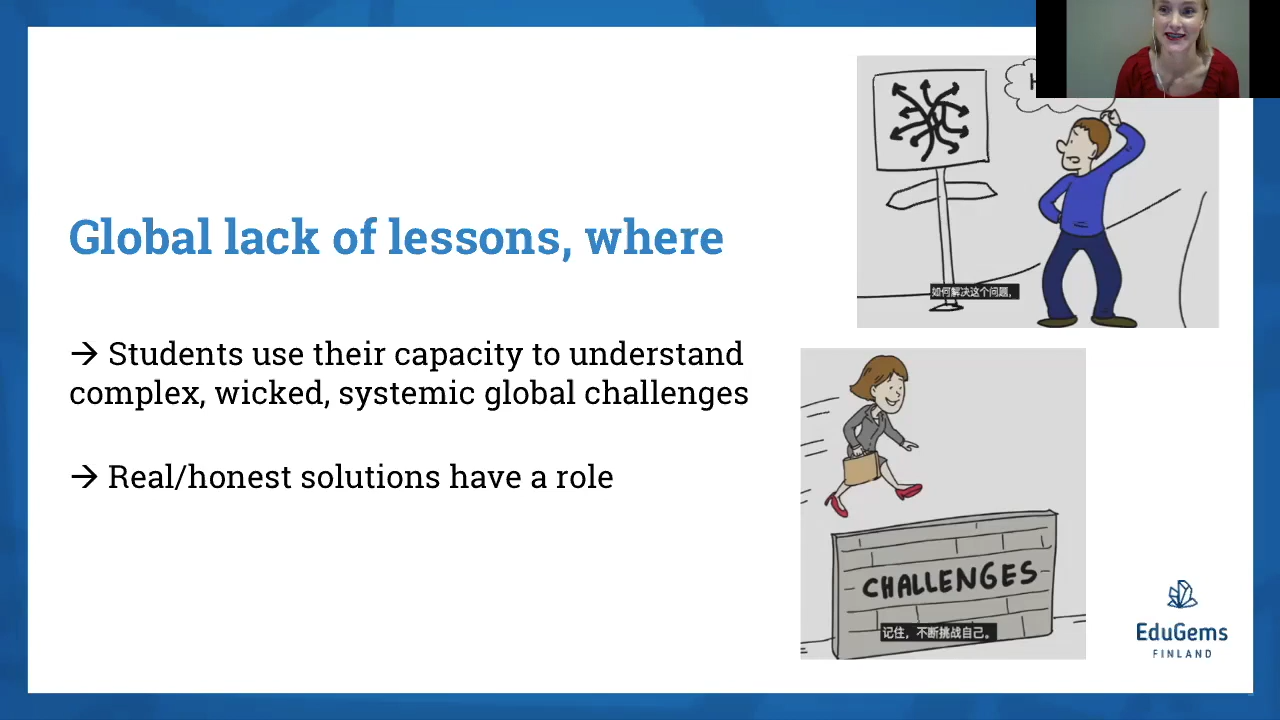 Global lack of lessons, where
→ Students use their capacity to understand
complex, wicked, systemic global challenges
→ Real/honest solutions have a role
如何解决这个问题,
CHALLENGES
记住，不断挑战自己。
EduGems
FINLAND